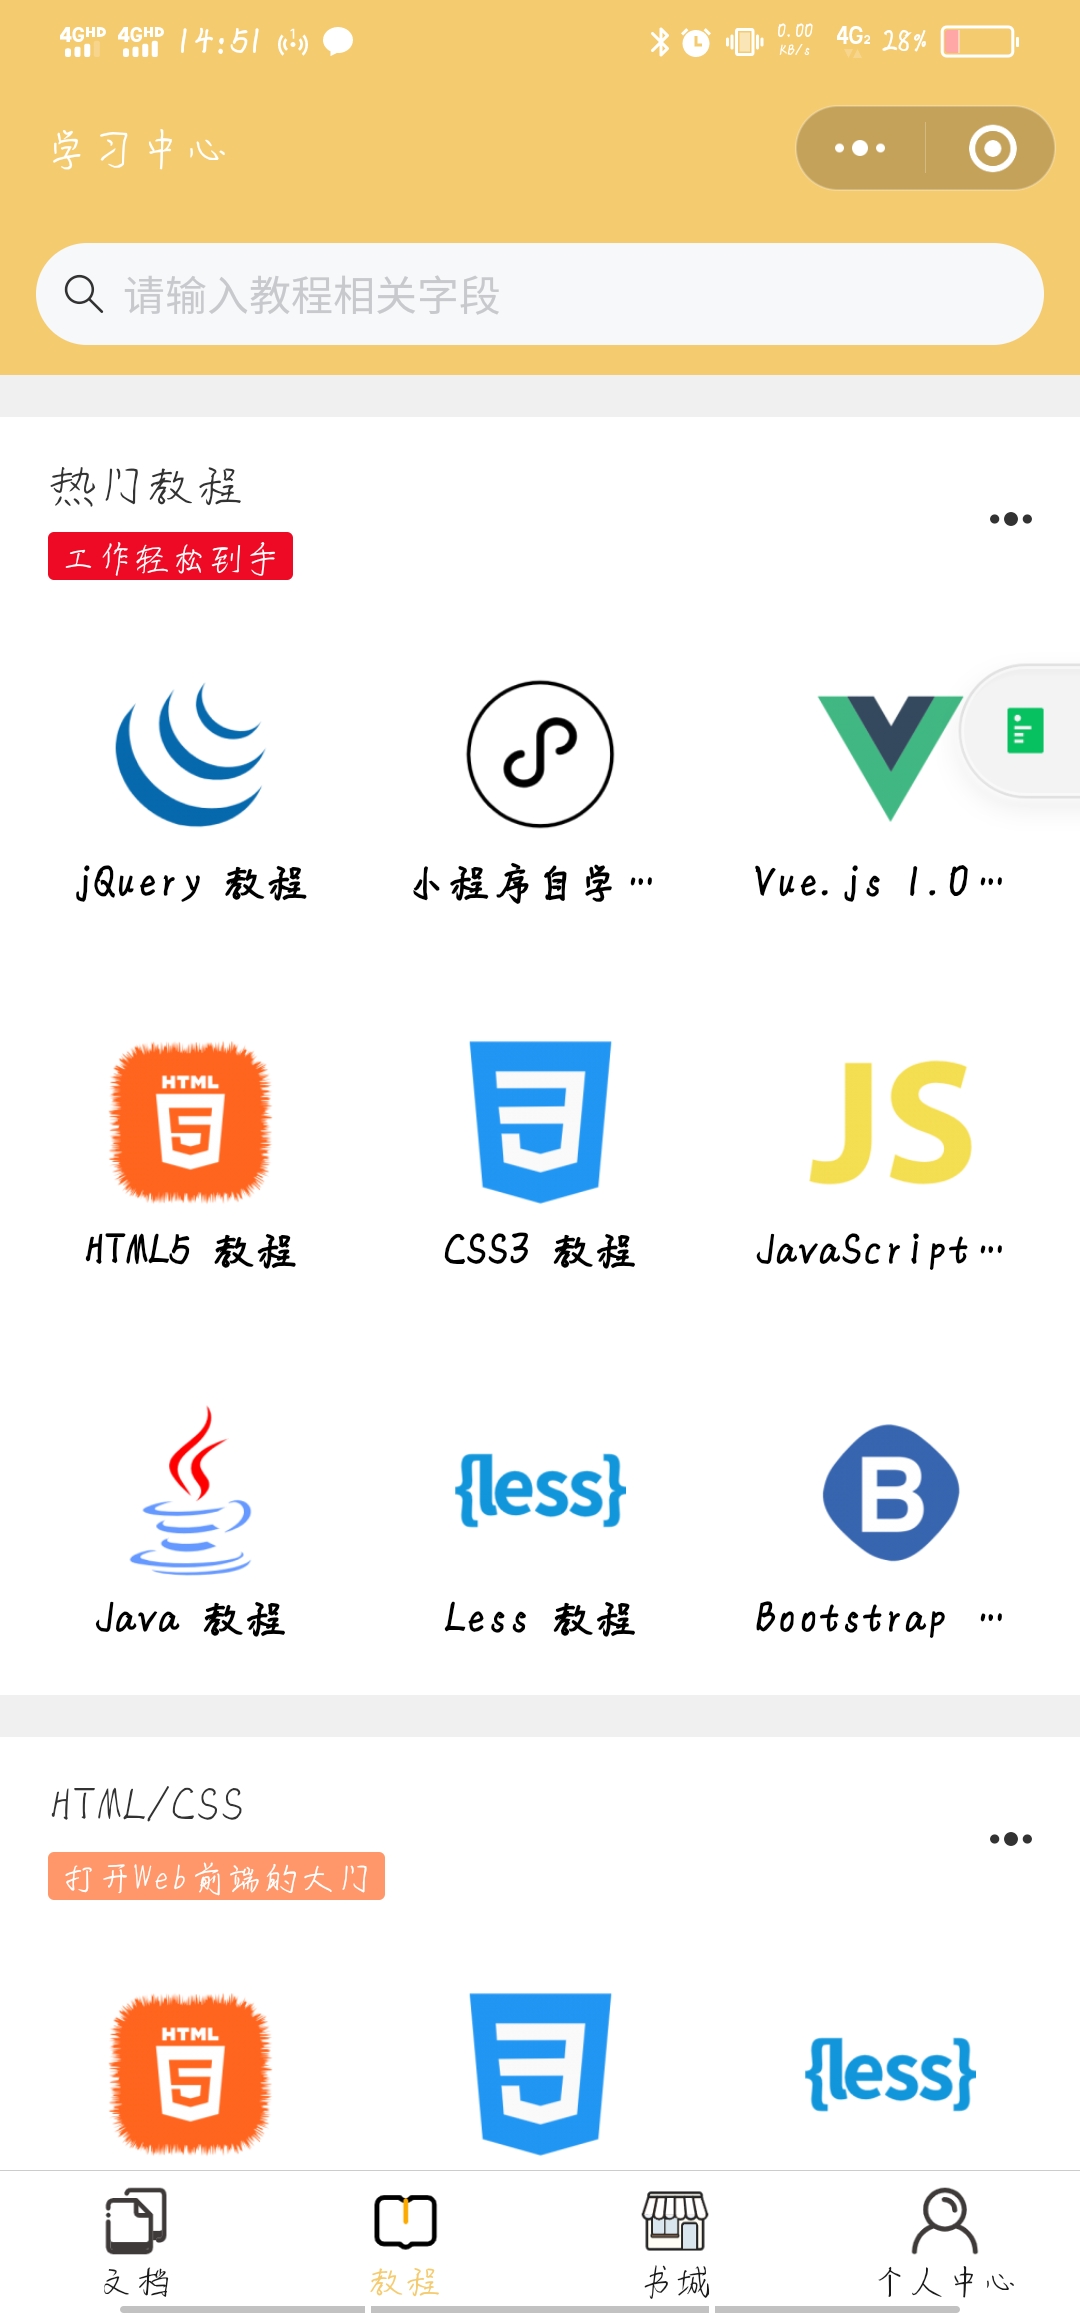 4GHD 4GHD 14:51 0.00 KB/s 4G2 28%
学习中心
请输入教程相关字段
热门教程
工作轻松到手
jQuery 教程 小程序自学… Vue.js 1.0…
HTML
5
JS
HTML5 教程 CSS3 教程 JavaScript…
{less} B
Java 教程 Less 教程 Bootstrap …
HTML/CSS
打开Web前端的大门
HTML
5
{less}
文档 教程 书城 个人中心